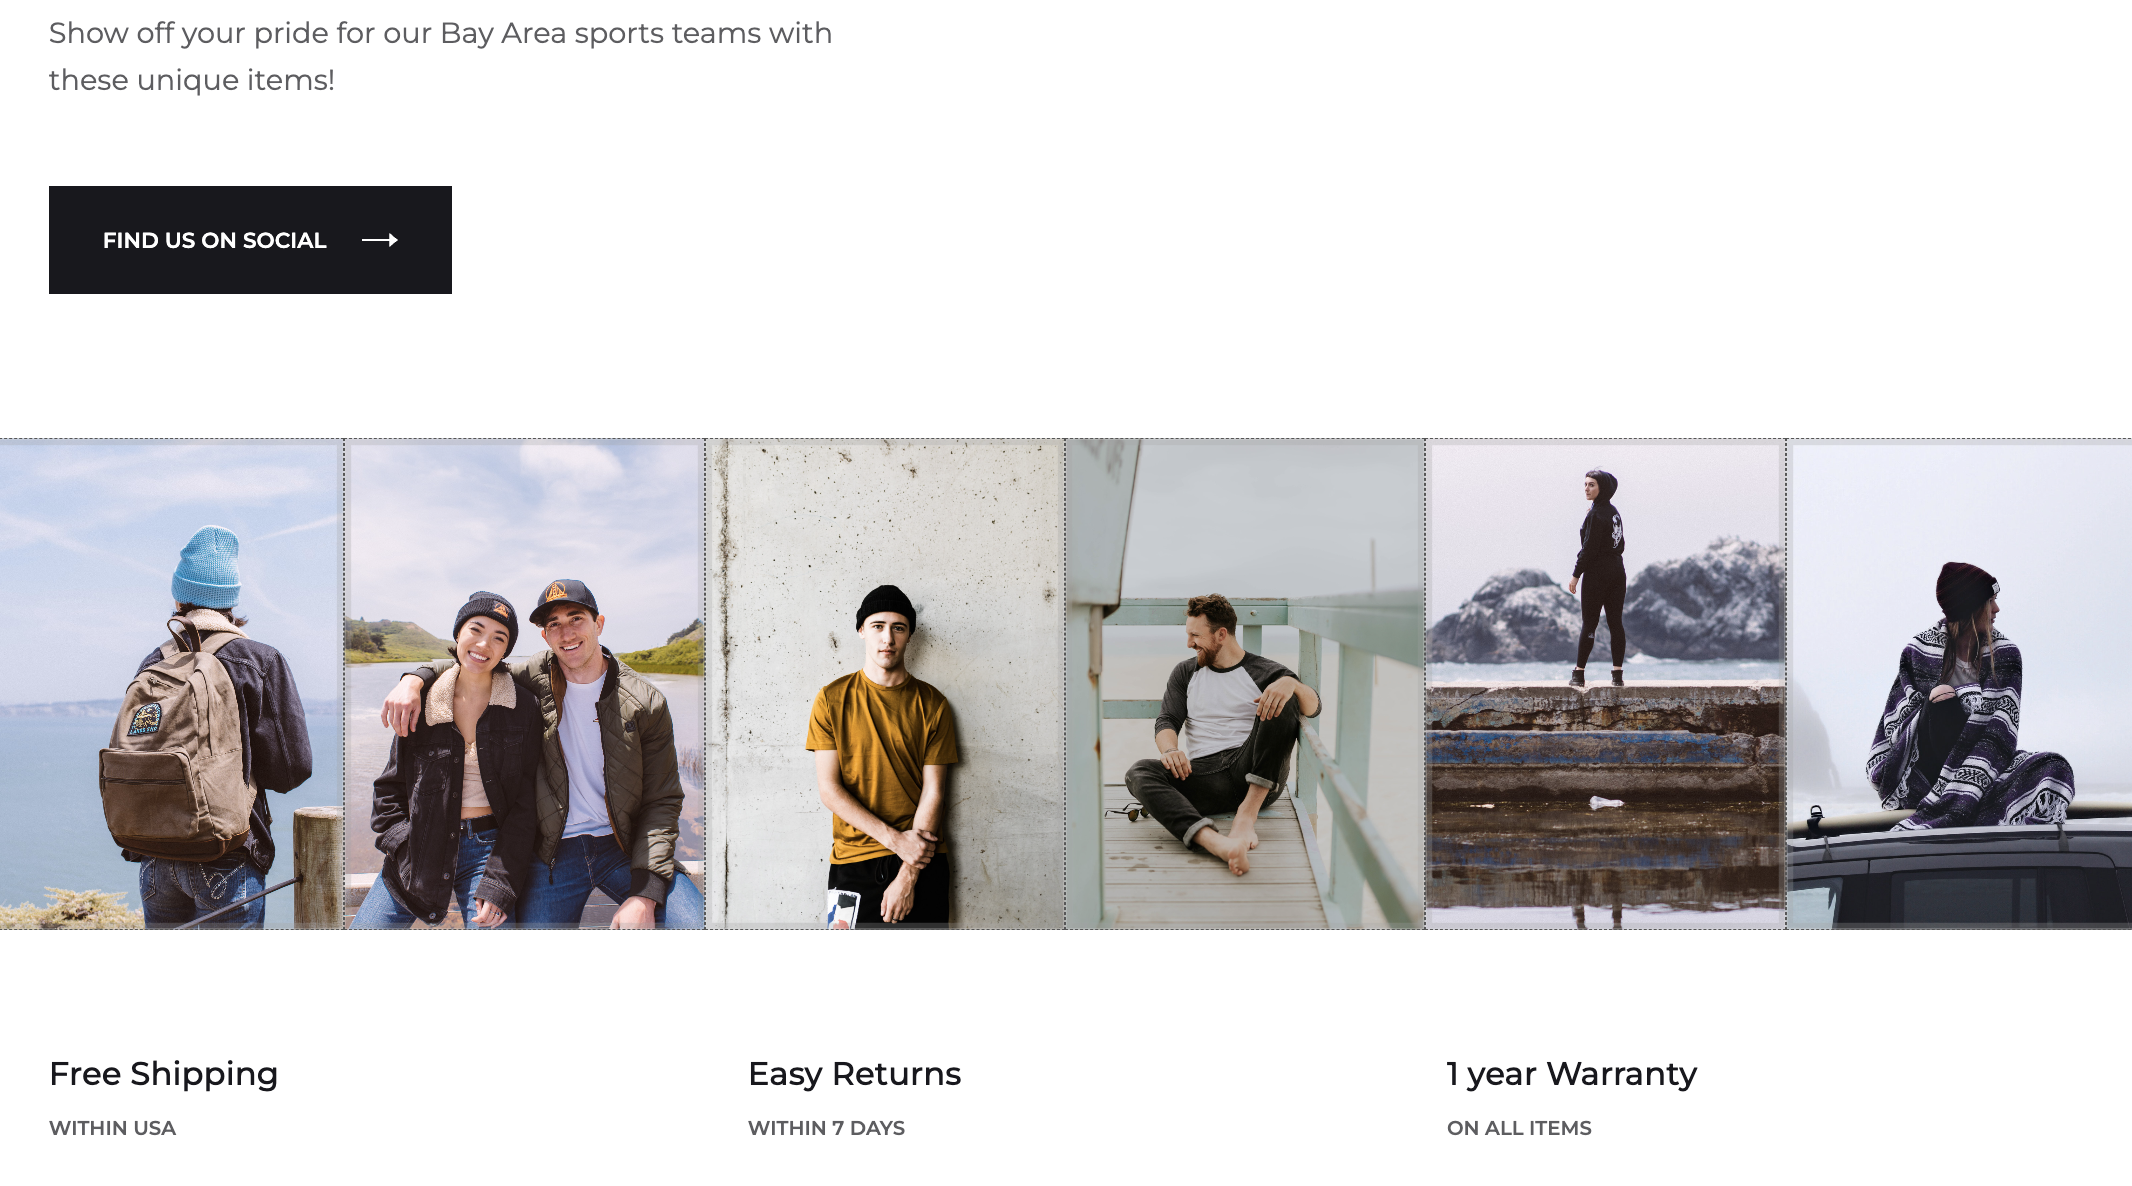 Show off your pride for our Bay Area sports teams with
these unique items!
FIND US ON SOCIAL
Free Shipping
WITHIN USA
Easy Returns
WITHIN 7 DAYS
1 year Warranty
ON ALL ITEMS